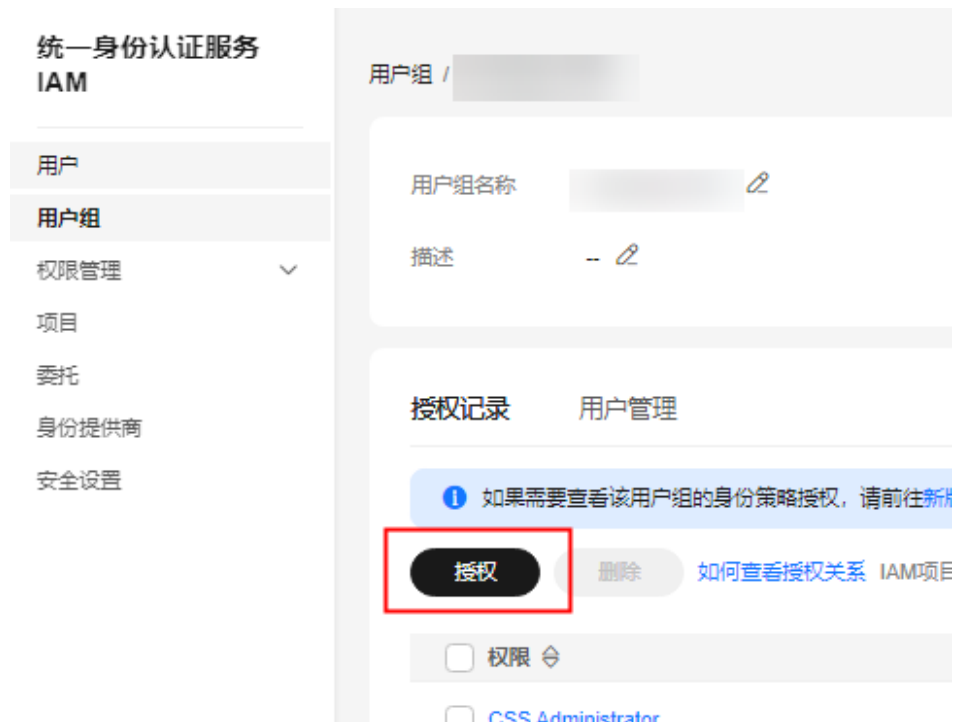 统一身份认证服务
IAM
用户
用户组
权限管理
项目
委托
身份提供商
安全设置
用户组 /
用户组名称
描述
--
授权记录
用户管理
如果需要查看该用户组的身份策略授权，请前往新版
授权
删除
如何查看授权关系
IAM项目
权限
CSS Administrator